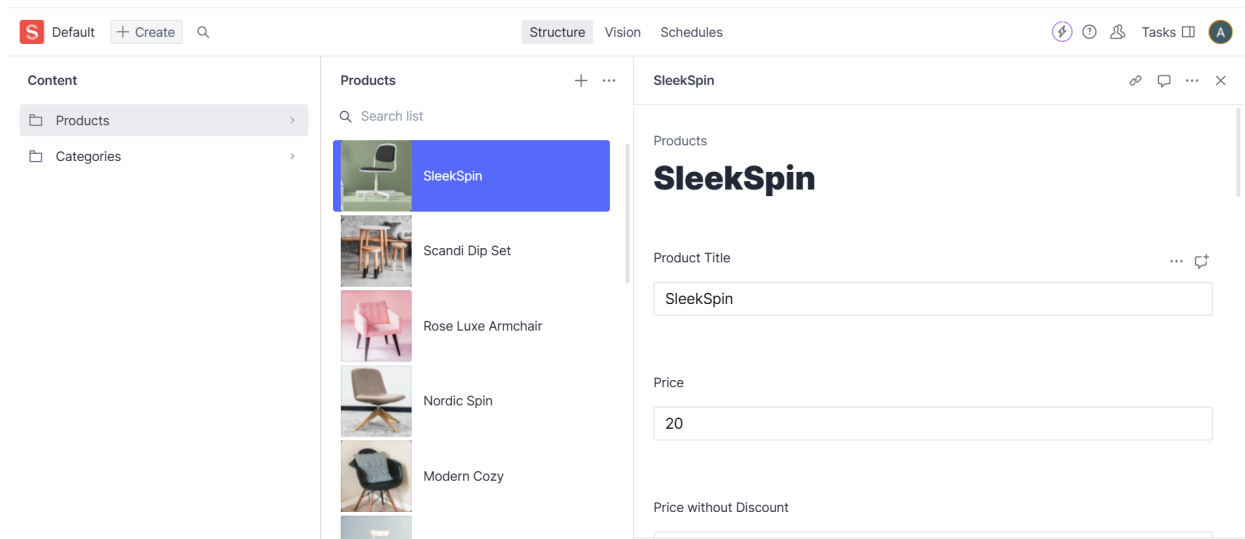 S Default + Create Structure Vision Schedules Tasks A
Content
Products
Categories
Products
Search list
SleekSpin
Scandi Dip Set
Rose Luxe Armchair
Nordic Spin
Modern Cozy
SleekSpin
Products
SleekSpin
Product Title
SleekSpin
Price
20
Price without Discount